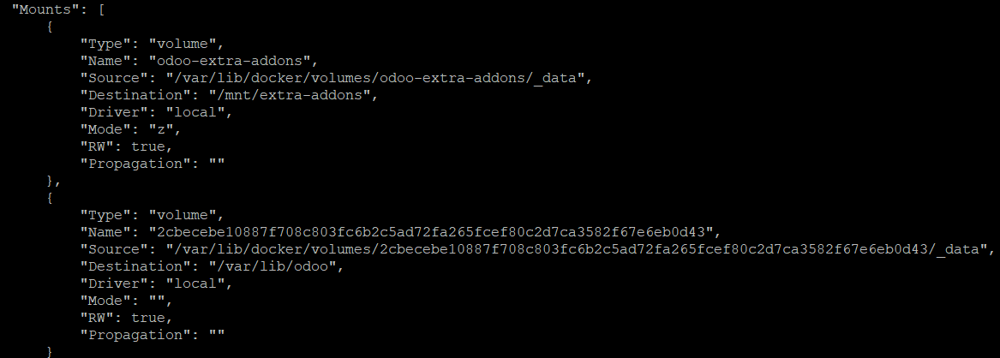 "Mounts": [
{
"Type": "volume",
"Name": "odoo-extra-addons",
"Source": "/var/lib/docker/volumes/odoo-extra-addons/_data",
"Destination": "/mnt/extra-addons",
"Driver": "local",
"Mode": "z",
"RW": true,
"Propagation": ""
},
{
"Type": "volume",
"Name": "2cbecebe10887f708c803fc6b2c5ad72fa265fcef80c2d7ca3582f67e6eb0d43",
"Source": "/var/lib/docker/volumes/2cbecebe10887f708c803fc6b2c5ad72fa265fcef80c2d7ca3582f67e6eb0d43/_data",
"Destination": "/var/lib/odoo",
"Driver": "local",
"Mode": "",
"RW": true,
"Propagation": ""
}